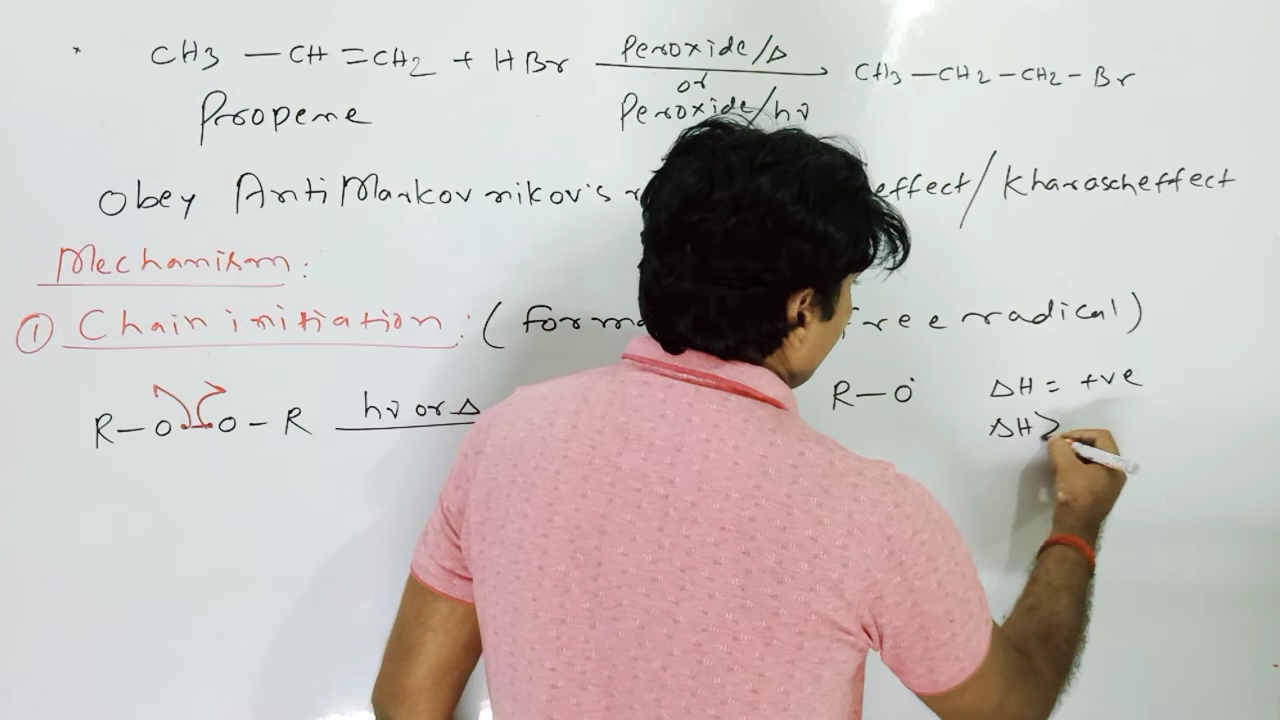 * CH3 — CH = CH2 + HBr Peroxide/Δ CH3 — CH2 — CH2 - Br
or
Propene Peroxide/hν
Obey AntiMarkovnikov's effect / Kharascheffect
Mechanism:
① Chain initiation: ( free radical)
R — O· ΔH = +ve
R — O O — R hν or Δ ΔH >